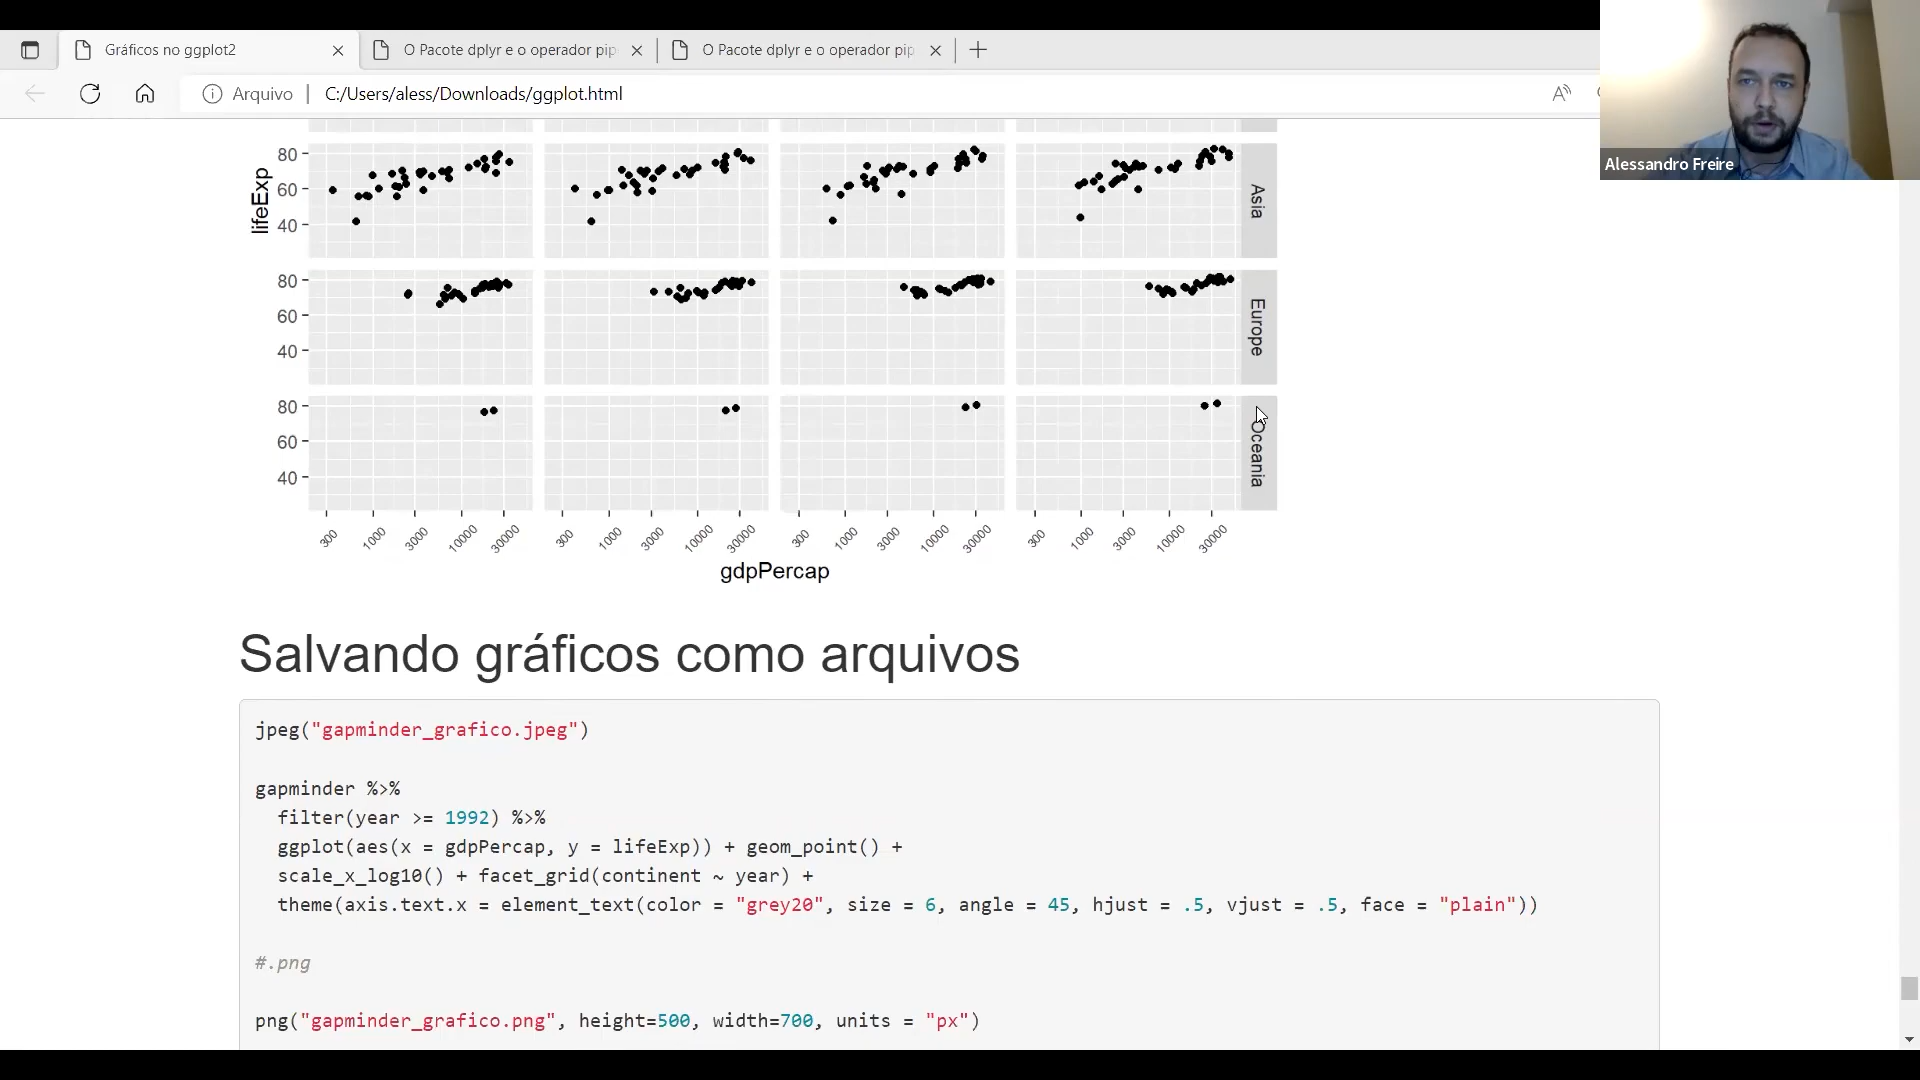 Gráficos no ggplot2
O Pacote dplyr e o operador pip
O Pacote dplyr e o operador pip
Arquivo
C:/Users/aless/Downloads/ggplot.html
Alessandro Freire
lifeExp
80
60
40
Asia
80
60
40
Europe
80
60
40
Oceania
300 1000 3000 10000 30000 300 1000 3000 10000 30000 300 1000 3000 10000 30000 300 1000 3000 10000 30000
gdpPercap
Salvando gráficos como arquivos
jpeg("gapminder_grafico.jpeg")
gapminder %>%
filter(year >= 1992) %>%
ggplot(aes(x = gdpPercap, y = lifeExp)) + geom_point() +
scale_x_log10() + facet_grid(continent ~ year) +
theme(axis.text.x = element_text(color = "grey20", size = 6, angle = 45, hjust = .5, vjust = .5, face = "plain"))
#.png
png("gapminder_grafico.png", height=500, width=700, units = "px")